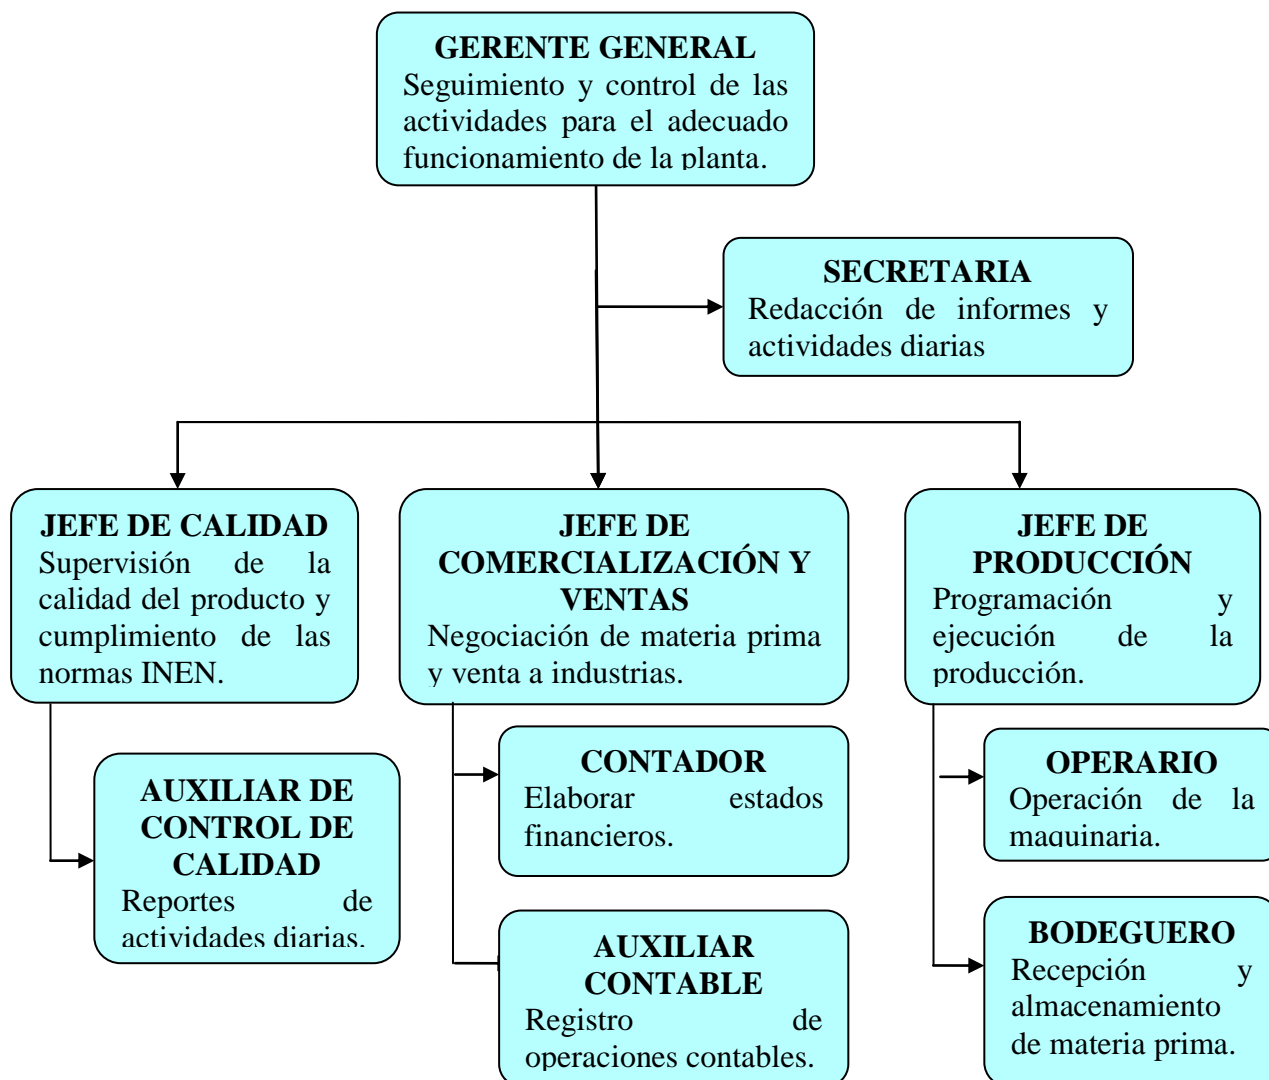 GERENTE GENERAL
Seguimiento y control de las
actividades para el adecuado
funcionamiento de la planta.
SECRETARIA
Redacción de informes y
actividades diarias
JEFE DE CALIDAD
Supervisión de la
calidad del producto y
cumplimiento de las
normas INEN.
JEFE DE
COMERCIALIZACIÓN Y
VENTAS
Negociación de materia prima
y venta a industrias.
JEFE DE
PRODUCCIÓN
Programación y
ejecución de la
producción.
AUXILIAR DE
CONTROL DE
CALIDAD
Reportes de
actividades diarias.
CONTADOR
Elaborar estados
financieros.
AUXILIAR
CONTABLE
Registro de
operaciones contables.
OPERARIO
Operación de la
maquinaria.
BODEGUERO
Recepción y
almacenamiento
de materia prima.